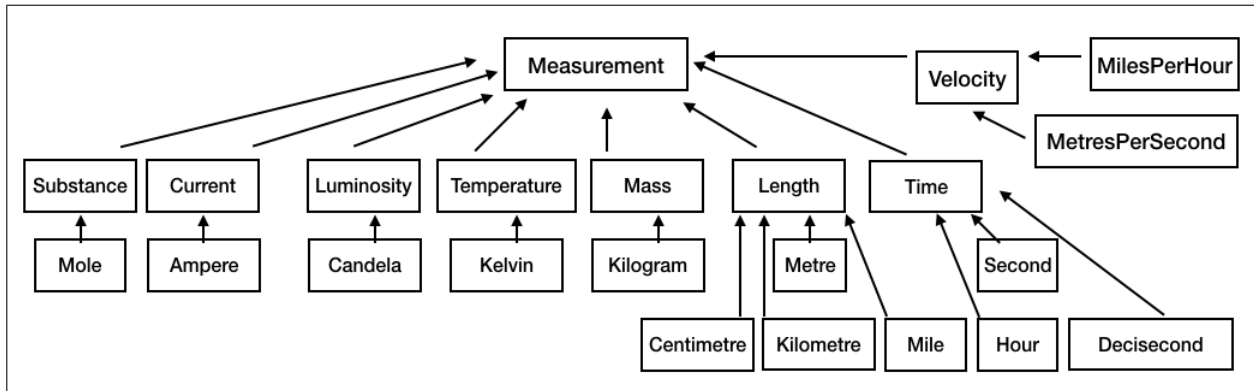 Measurement
Velocity
MilesPerHour
MetresPerSecond
Substance
Current
Luminosity
Temperature
Mass
Length
Time
Mole
Ampere
Candela
Kelvin
Kilogram
Metre
Second
Centimetre
Kilometre
Mile
Hour
Decisecond